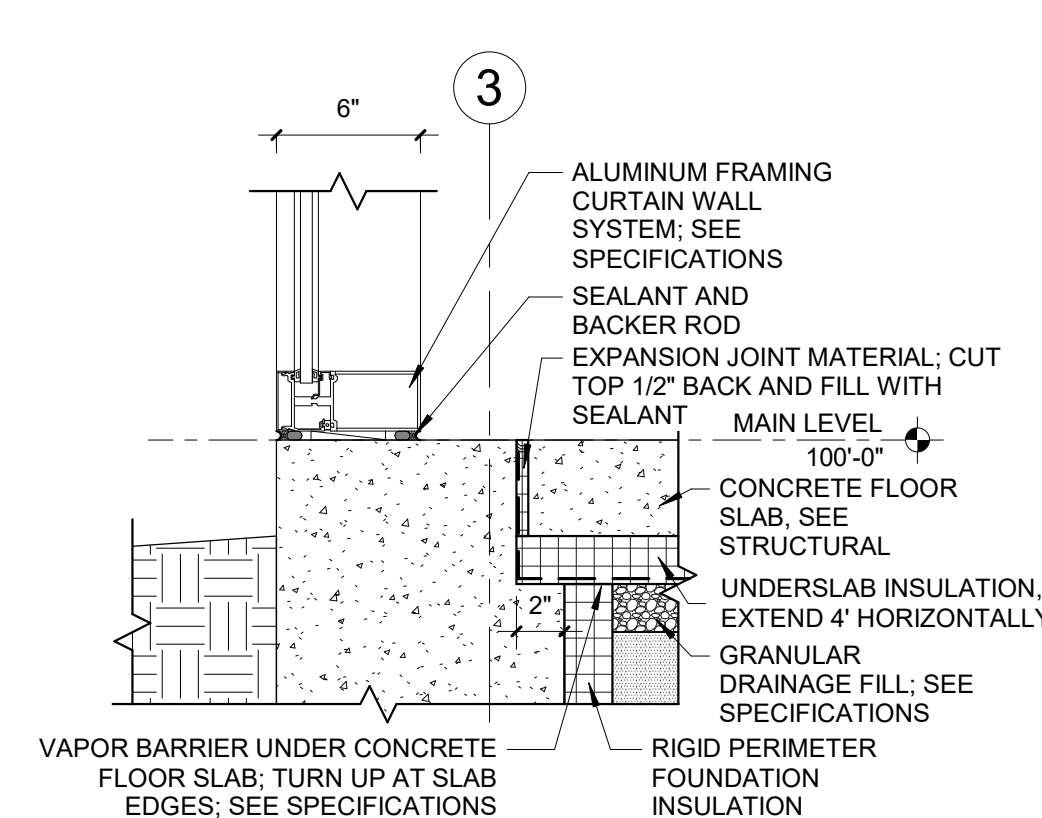 3
6"
ALUMINUM FRAMING
CURTAIN WALL
SYSTEM; SEE
SPECIFICATIONS
SEALANT AND
BACKER ROD
EXPANSION JOINT MATERIAL; CUT
TOP 1/2" BACK AND FILL WITH
SEALANT
MAIN LEVEL
100'-0"
CONCRETE FLOOR
SLAB, SEE
STRUCTURAL
UNDERSLAB INSULATION,
EXTEND 4' HORIZONTALLY
2"
GRANULAR
DRAINAGE FILL; SEE
SPECIFICATIONS
VAPOR BARRIER UNDER CONCRETE
FLOOR SLAB; TURN UP AT SLAB
EDGES; SEE SPECIFICATIONS
RIGID PERIMETER
FOUNDATION
INSULATION